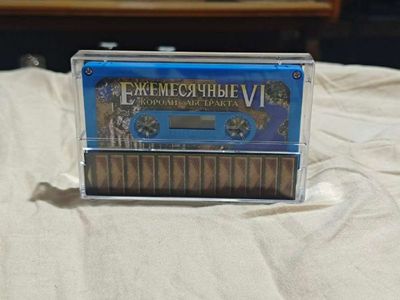 Ежемесячные VI
Короли абстракта